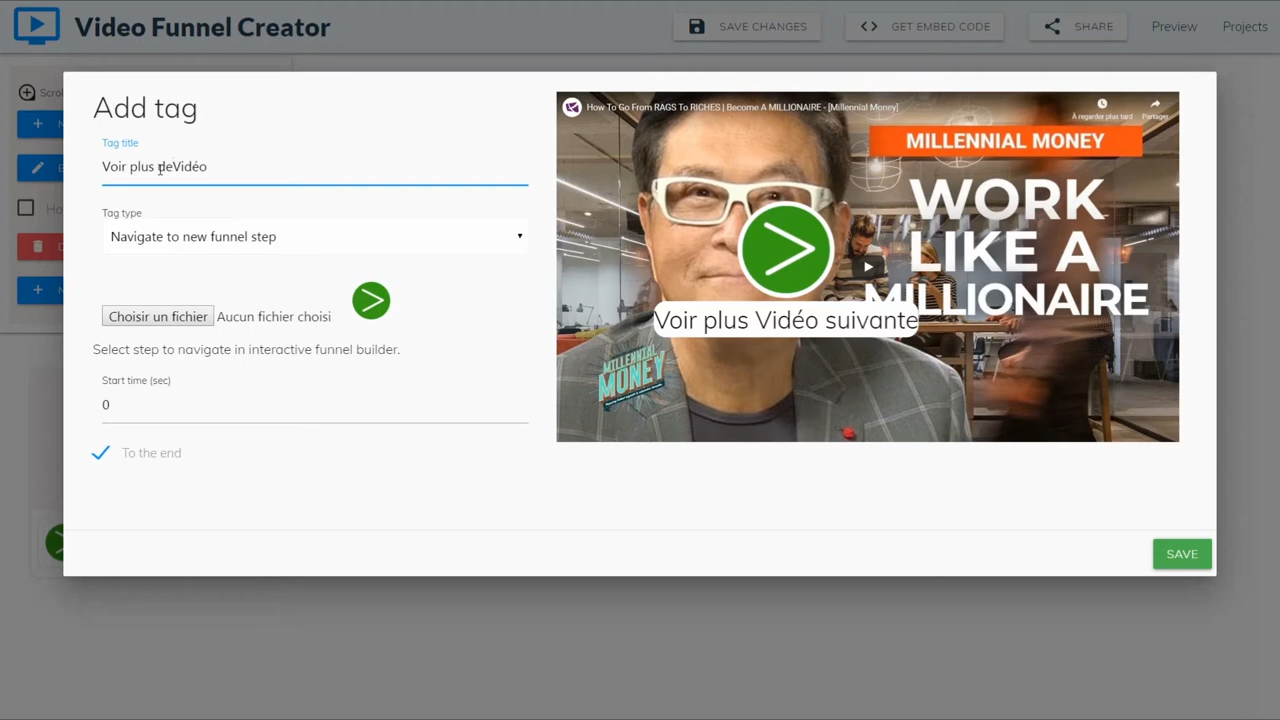 Video Funnel Creator
SAVE CHANGES
GET EMBED CODE
SHARE
Preview
Projects
Add tag
Tag title
Voir plus deVidéo
Tag type
Navigate to new funnel step
Choisir un fichier Aucun fichier choisi
Select step to navigate in interactive funnel builder.
Start time (sec)
0
To the end
How To Go From RAGS To RICHES | Become A MILLIONAIRE - [Millennial Money]
À regarder plus tard
Partager
MILLENNIAL MONEY
WORK
LIKE A
MILLIONAIRE
Voir plus Vidéo suivante
MILLENNIAL
MONEY
SAVE